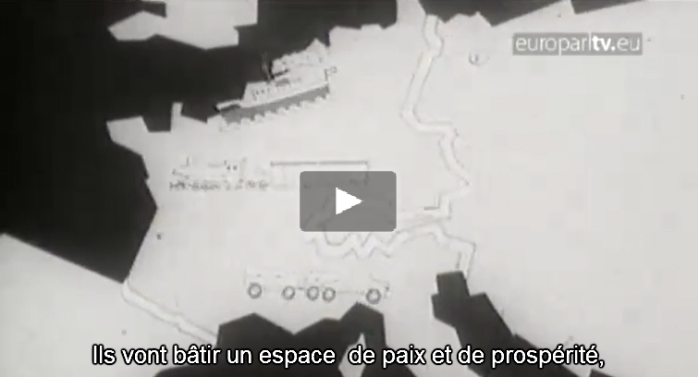 europarltv.eu
Ils vont bâtir un espace de paix et de prospérité,